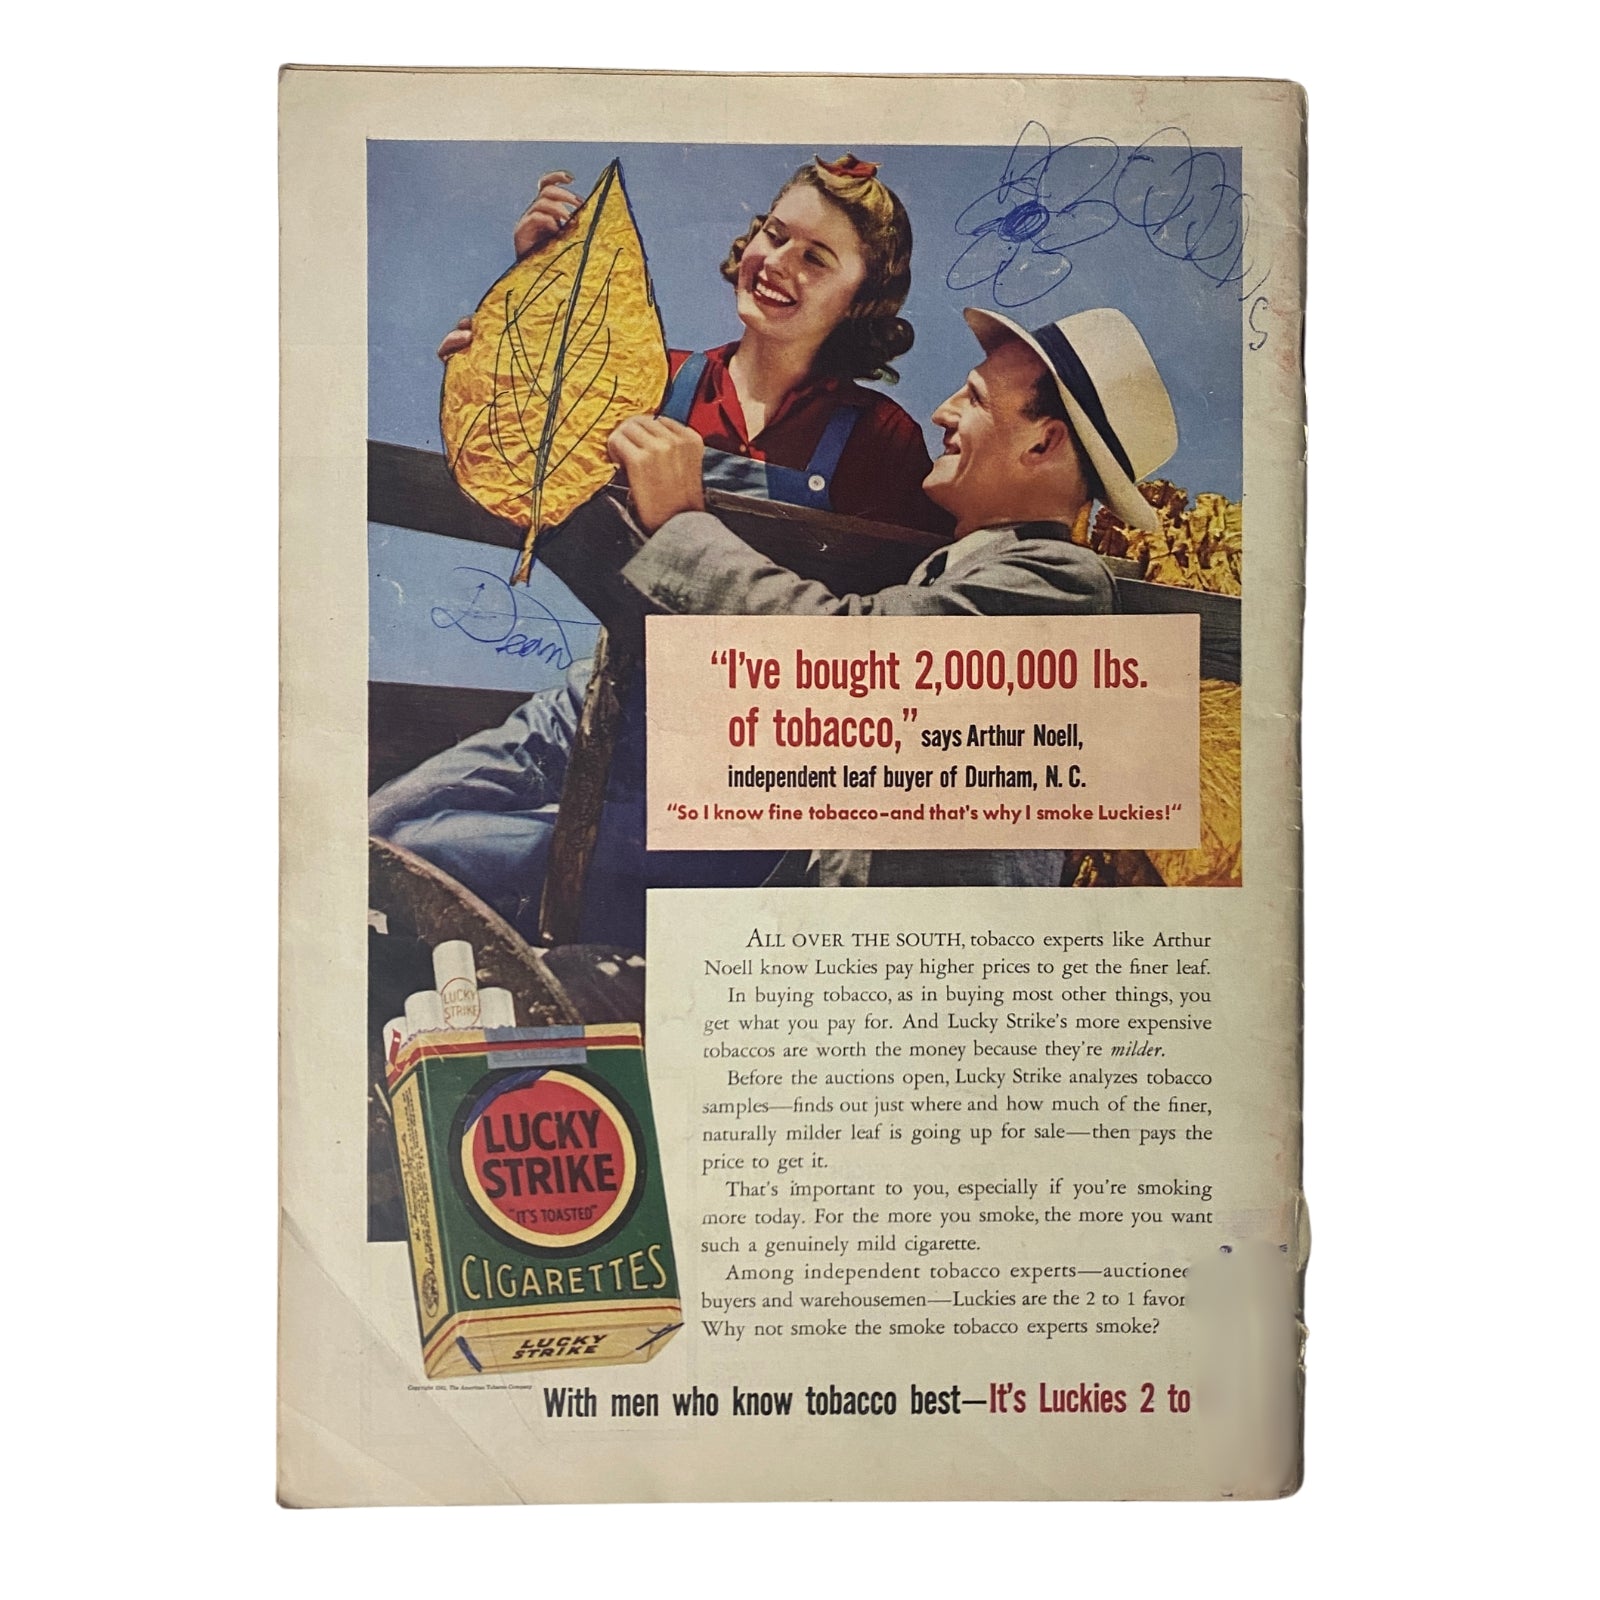 Dean
"I've bought 2,000,000 lbs.
of tobacco," says Arthur Noell,
independent leaf buyer of Durham, N. C.
"So I know fine tobacco–and that's why I smoke Luckies!"
ALL OVER THE SOUTH, tobacco experts like Arthur
Noell know Luckies pay higher prices to get the finer leaf.
In buying tobacco, as in buying most other things, you
get what you pay for. And Lucky Strike's more expensive
tobaccos are worth the money because they're milder.
Before the auctions open, Lucky Strike analyzes tobacco
samples—finds out just where and how much of the finer,
naturally milder leaf is going up for sale—then pays the
price to get it.
That's important to you, especially if you're smoking
more today. For the more you smoke, the more you want
such a genuinely mild cigarette.
Among independent tobacco experts—auctionee
buyers and warehousemen—Luckies are the 2 to 1 favor
Why not smoke the smoke tobacco experts smoke?
LUCKY
STRIKE
LUCKY
STRIKE
"IT'S TOASTED"
CIGARETTES
LUCKY
STRIKE
With men who know tobacco best—It's Luckies 2 to